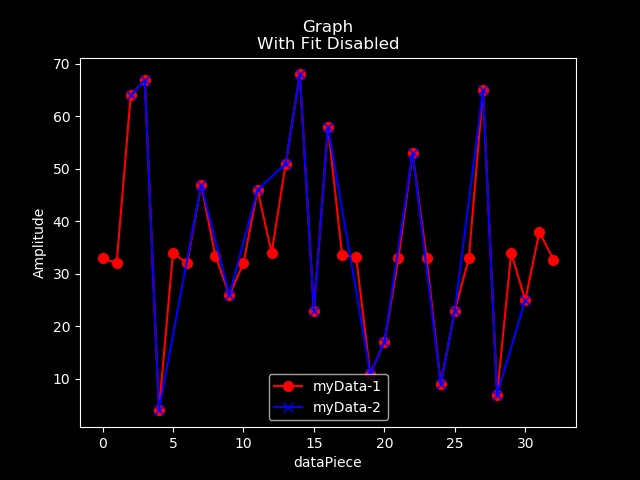 Graph
With Fit Disabled
70
60
50
40
30
20
10
Amplitude
myData-1
myData-2
0 5 10 15 20 25 30
dataPiece